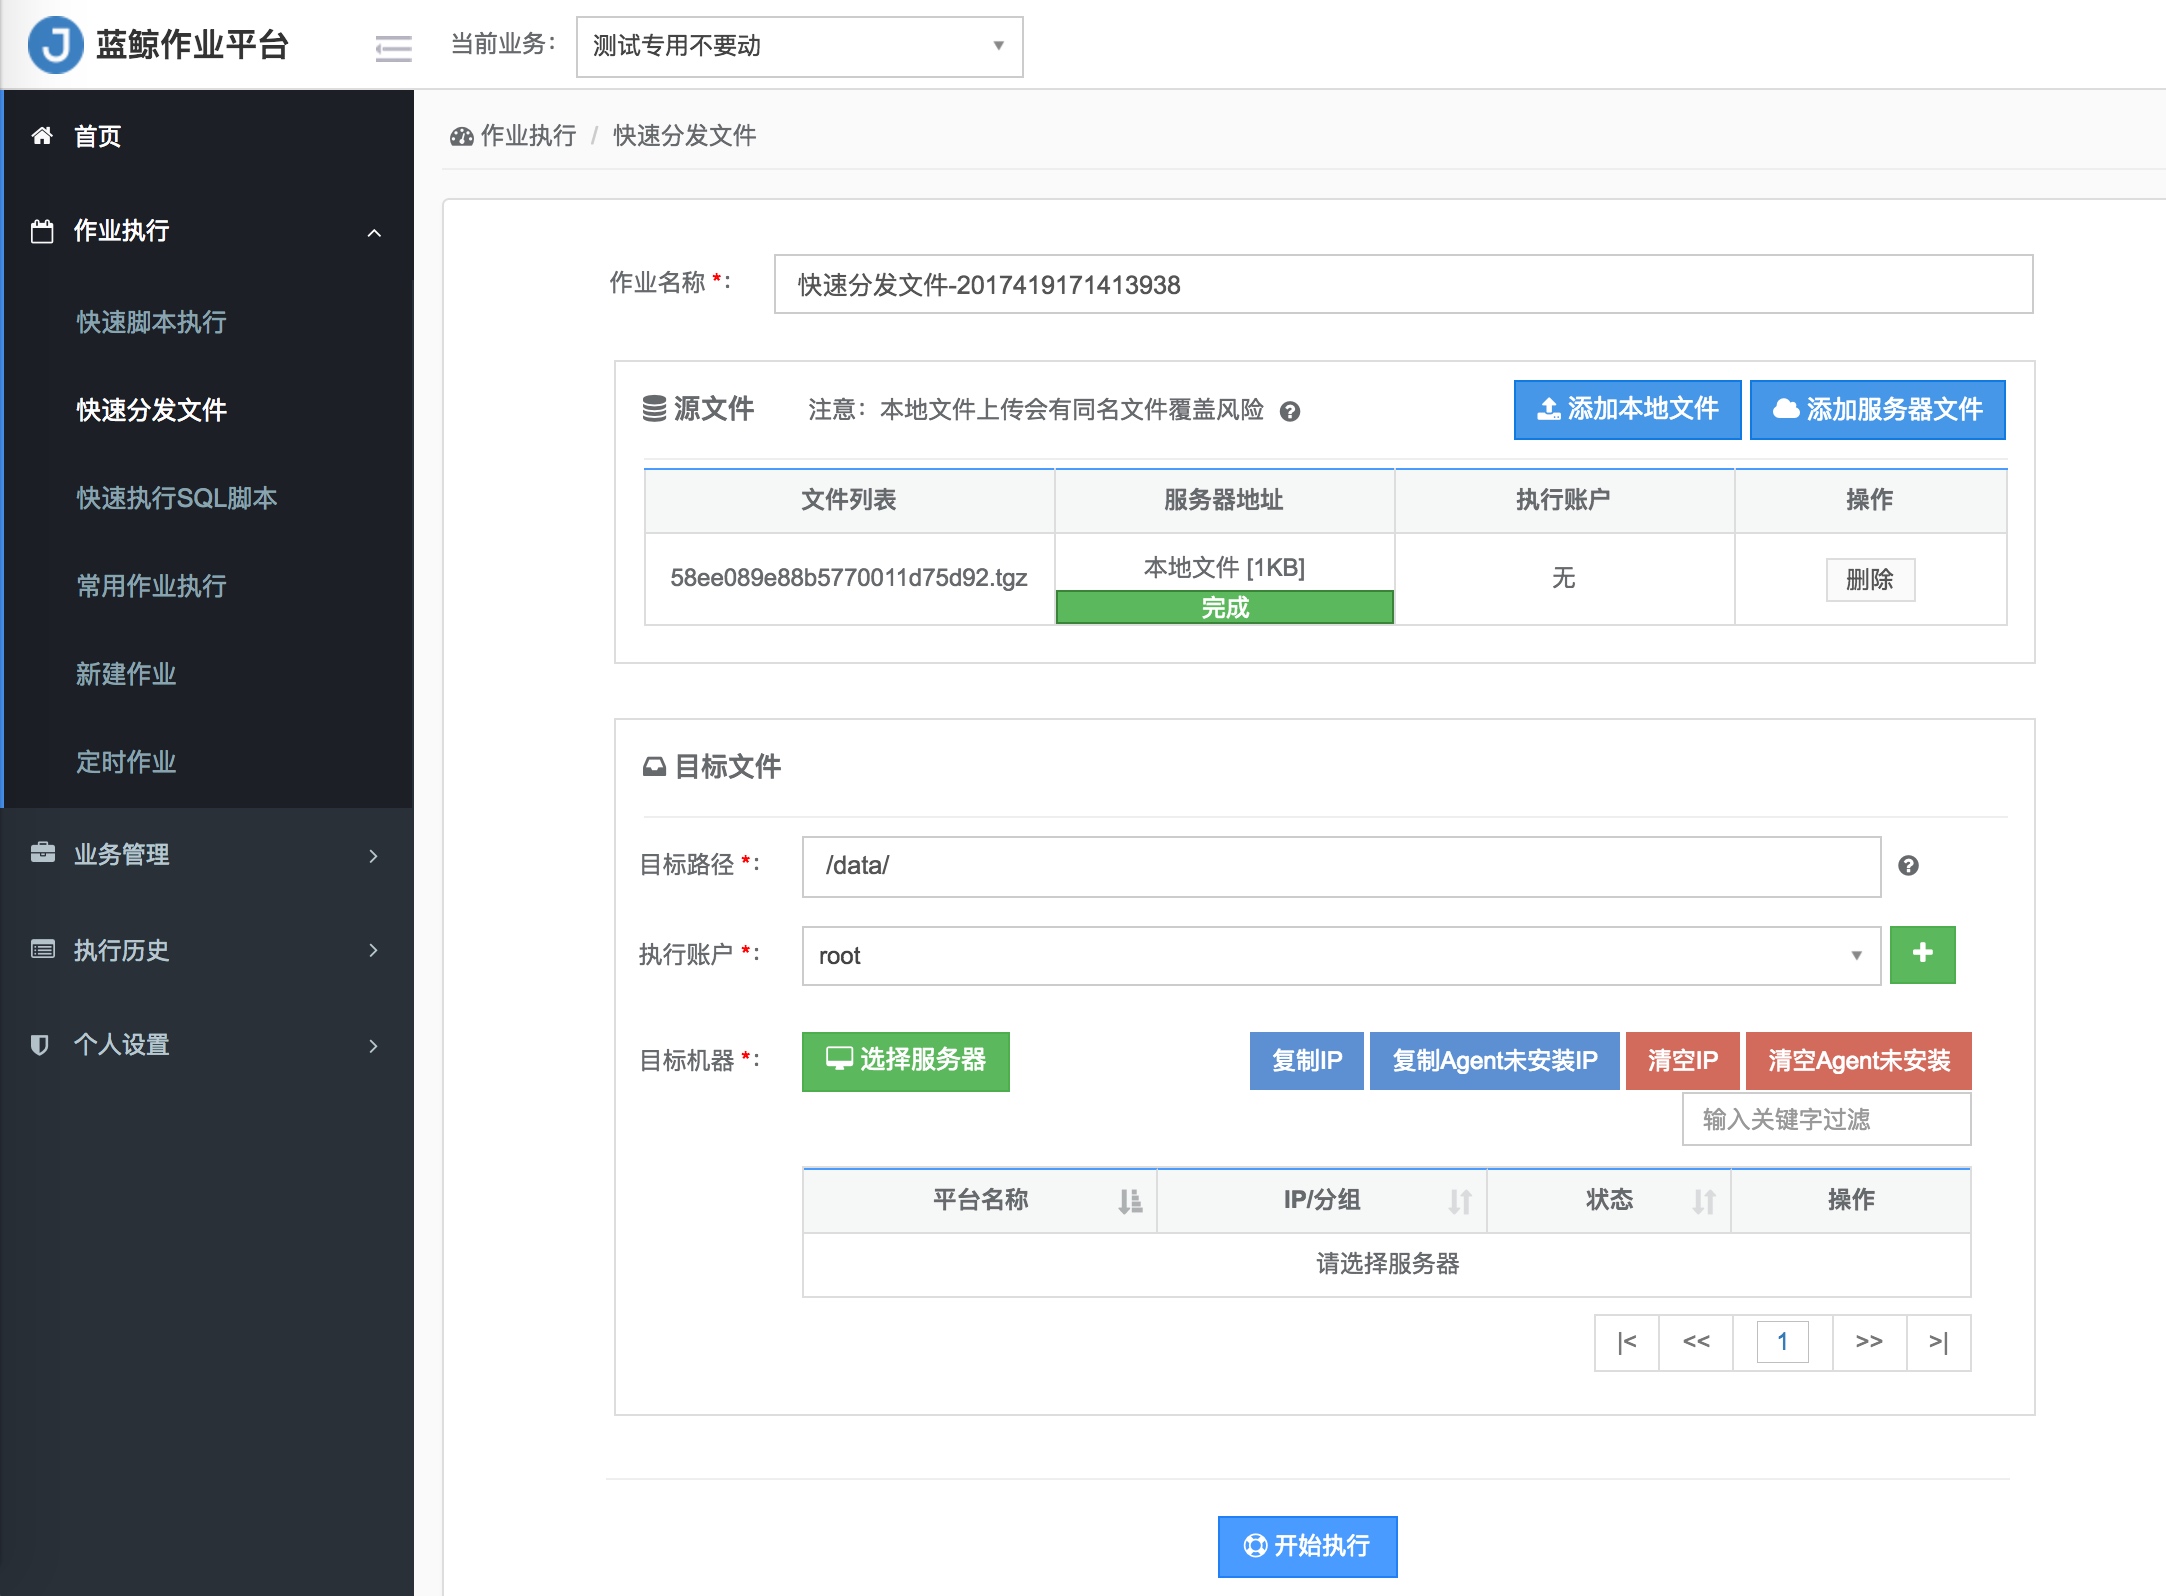 蓝鲸作业平台
当前业务： 测试专用不要动
首页
作业执行
快速脚本执行
快速分发文件
快速执行SQL脚本
常用作业执行
新建作业
定时作业
业务管理
执行历史
个人设置
作业执行 / 快速分发文件
作业名称 *： 快速分发文件-2017419171413938
源文件 注意：本地文件上传会有同名文件覆盖风险 添加本地文件 添加服务器文件
文件列表 服务器地址 执行账户 操作
58ee089e88b5770011d75d92.tgz 本地文件 [1KB] 无 删除
完成
目标文件
目标路径 *： /data/
执行账户 *： root
目标机器 *： 选择服务器 复制IP 复制Agent未安装IP 清空IP 清空Agent未安装
输入关键字过滤
平台名称 IP/分组 状态 操作
请选择服务器
|< << 1 >> >|
开始执行